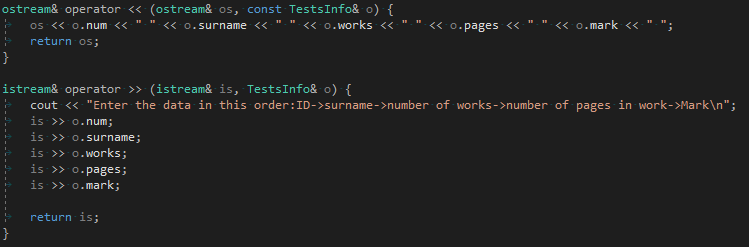 ostream& operator << (ostream& os, const TestsInfo& o) {
os << o.num << " " << o.surname << " " << o.works << " " << o.pages << " " << o.mark << " ";
return os;
}
istream& operator >> (istream& is, TestsInfo& o) {
cout << "Enter the data in this order:ID->surname->number of works->number of pages in work->Mark\n";
is >> o.num;
is >> o.surname;
is >> o.works;
is >> o.pages;
is >> o.mark;
return is;
}